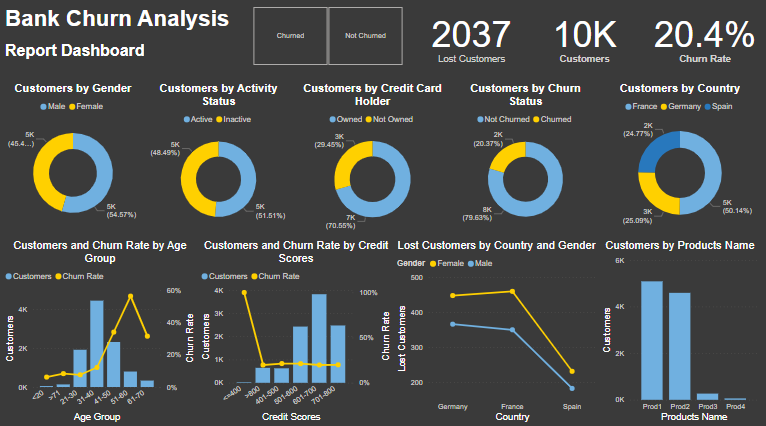 Bank Churn Analysis
Report Dashboard
Churned
Not Churned
2037
Lost Customers
10K
Customers
20.4%
Churn Rate
Customers by Gender
Male Female
5K
(45.4...)
5K
(54.57%)
Customers by Activity
Status
Active Inactive
5K
(48.49%)
5K
(51.51%)
Customers by Credit Card
Holder
Owned Not Owned
3K
(29.45%)
7K
(70.55%)
Customers by Churn
Status
Not Churned Churned
2K
(20.37%)
8K
(79.63%)
Customers by Country
France Germany Spain
2K
(24.77%)
3K
(25.09%)
5K
(50.14%)
Customers and Churn Rate by Age
Group
Customers Churn Rate
Customers
4K
2K
0K
60%
40%
20%
0%
Churn Rate
<20
>71
21-30
31-40
41-50
51-60
61-70
Age Group
Customers and Churn Rate by Credit
Scores
Customers Churn Rate
Customers
4K
3K
2K
1K
0K
100%
50%
0%
Churn Rate
<=400
>800
401-500
501-600
601-700
701-800
Credit Scores
Lost Customers by Country and Gender
Gender Female Male
Lost Customers
500
400
300
200
Germany
France
Spain
Country
Customers by Products Name
Customers
6K
4K
2K
0K
Prod1
Prod2
Prod3
Prod4
Products Name